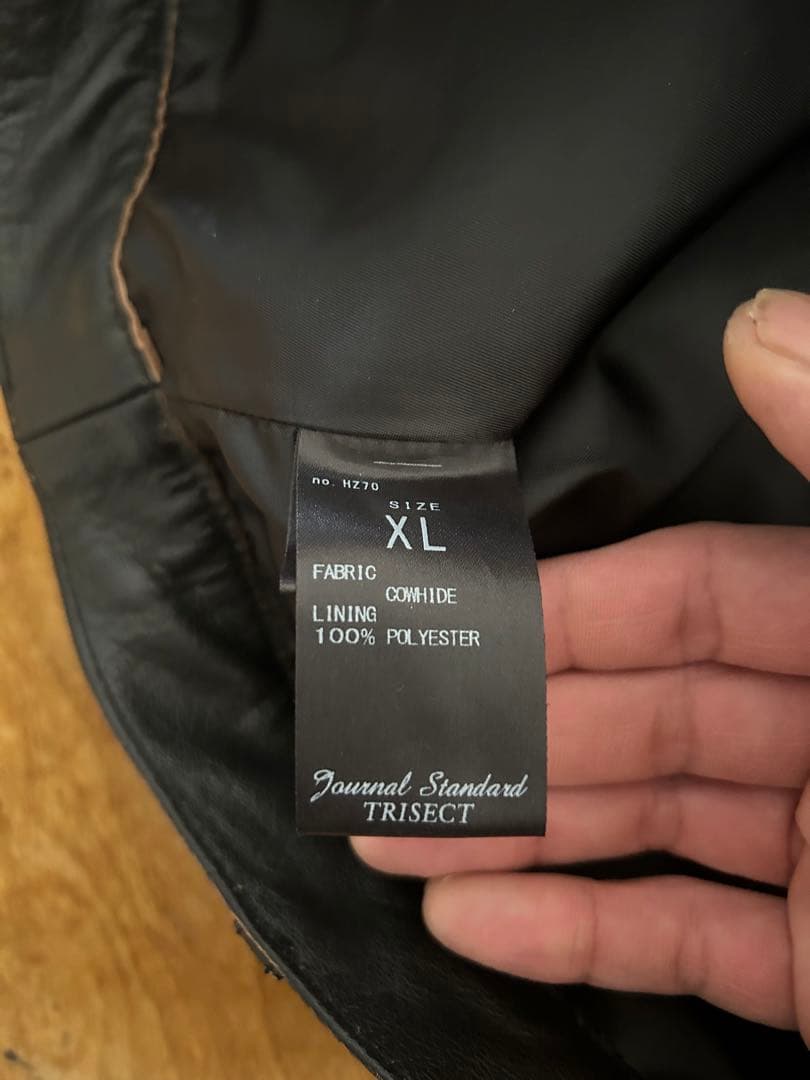 no. HZ70
SIZE
XL
FABRIC
COWHIDE
LINING
100% POLYESTER
Journal Standard
TRISECT